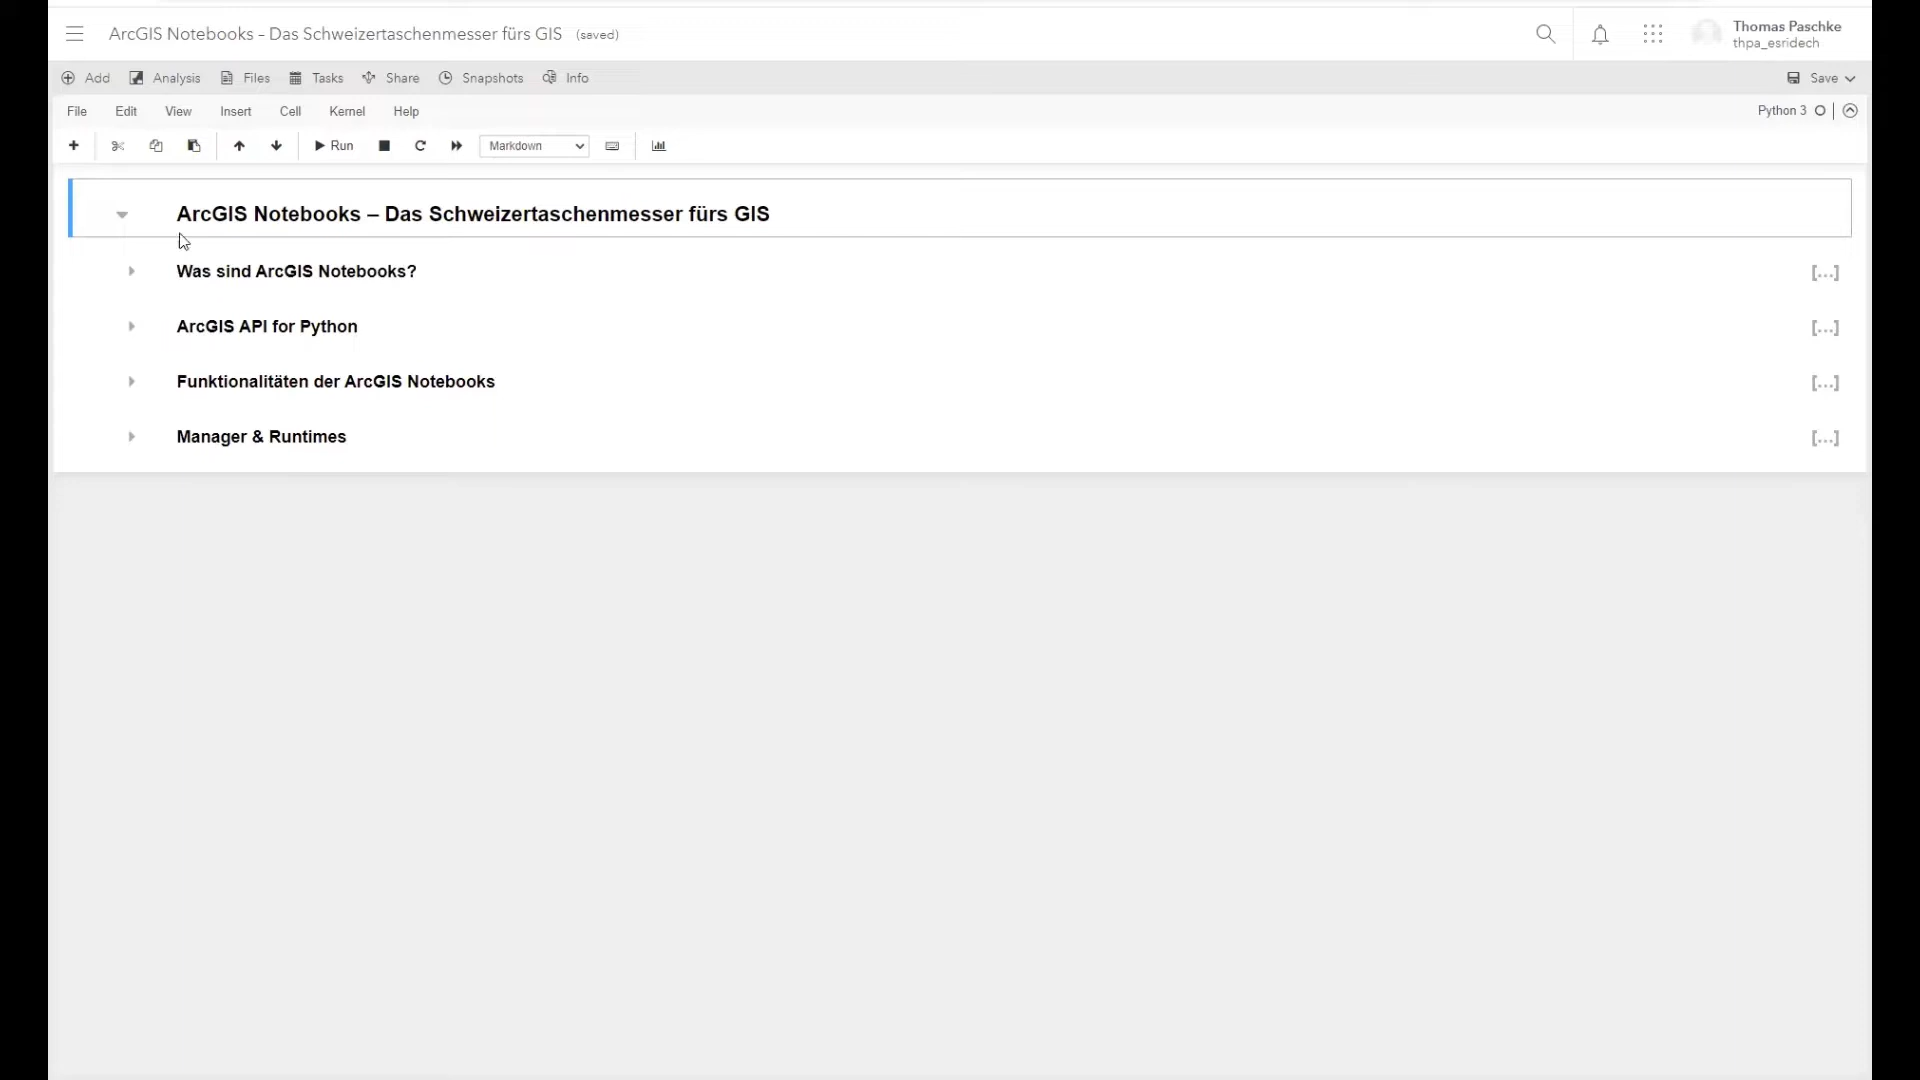 ArcGIS Notebooks - Das Schweizertaschenmesser fürs GIS (saved)
Thomas Paschke
thpa_esridech
Add Analysis Files Tasks Share Snapshots Info Save
File Edit View Insert Cell Kernel Help Python 3
Run Markdown
ArcGIS Notebooks – Das Schweizertaschenmesser fürs GIS
Was sind ArcGIS Notebooks? [...]
ArcGIS API for Python [...]
Funktionalitäten der ArcGIS Notebooks [...]
Manager & Runtimes [...]